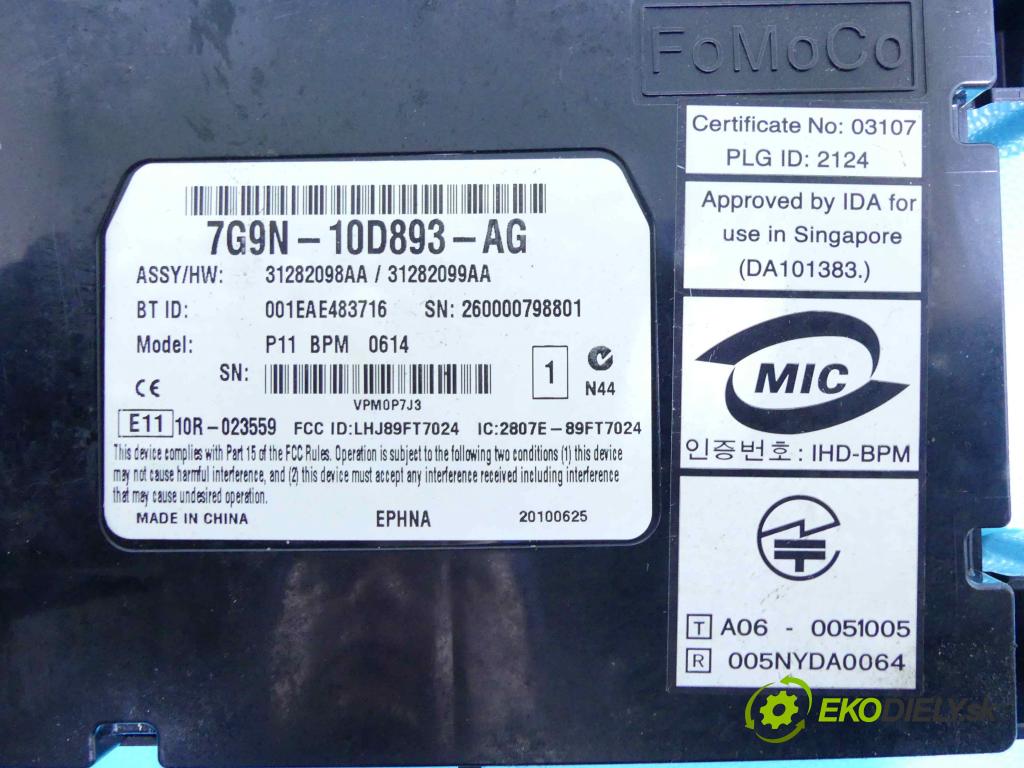 FoMoCo
7G9N-10D893-AG
ASSY/HW: 31282098AA / 31282099AA
BT ID: 001EAE483716 SN: 260000798801
Model: P11 BPM 0614
SN:
VPM0P7J3
1
N44
CE
E11 10R-023559 FCC ID:LHJ89FT7024 IC:2807E-89FT7024
This device complies with Part 15 of the FCC Rules. Operation is subject to the following two conditions (1) this device
may not cause harmful interference, and (2) this device must accept any interference received including interference
that may cause undesired operation.
MADE IN CHINA EPHNA 20100625
Certificate No: 03107
PLG ID: 2124
Approved by IDA for
use in Singapore
(DA101383.)
MIC
인증번호: IHD-BPM
T A06 - 0051005
R 005NYDA0064
EKODIELY.sk